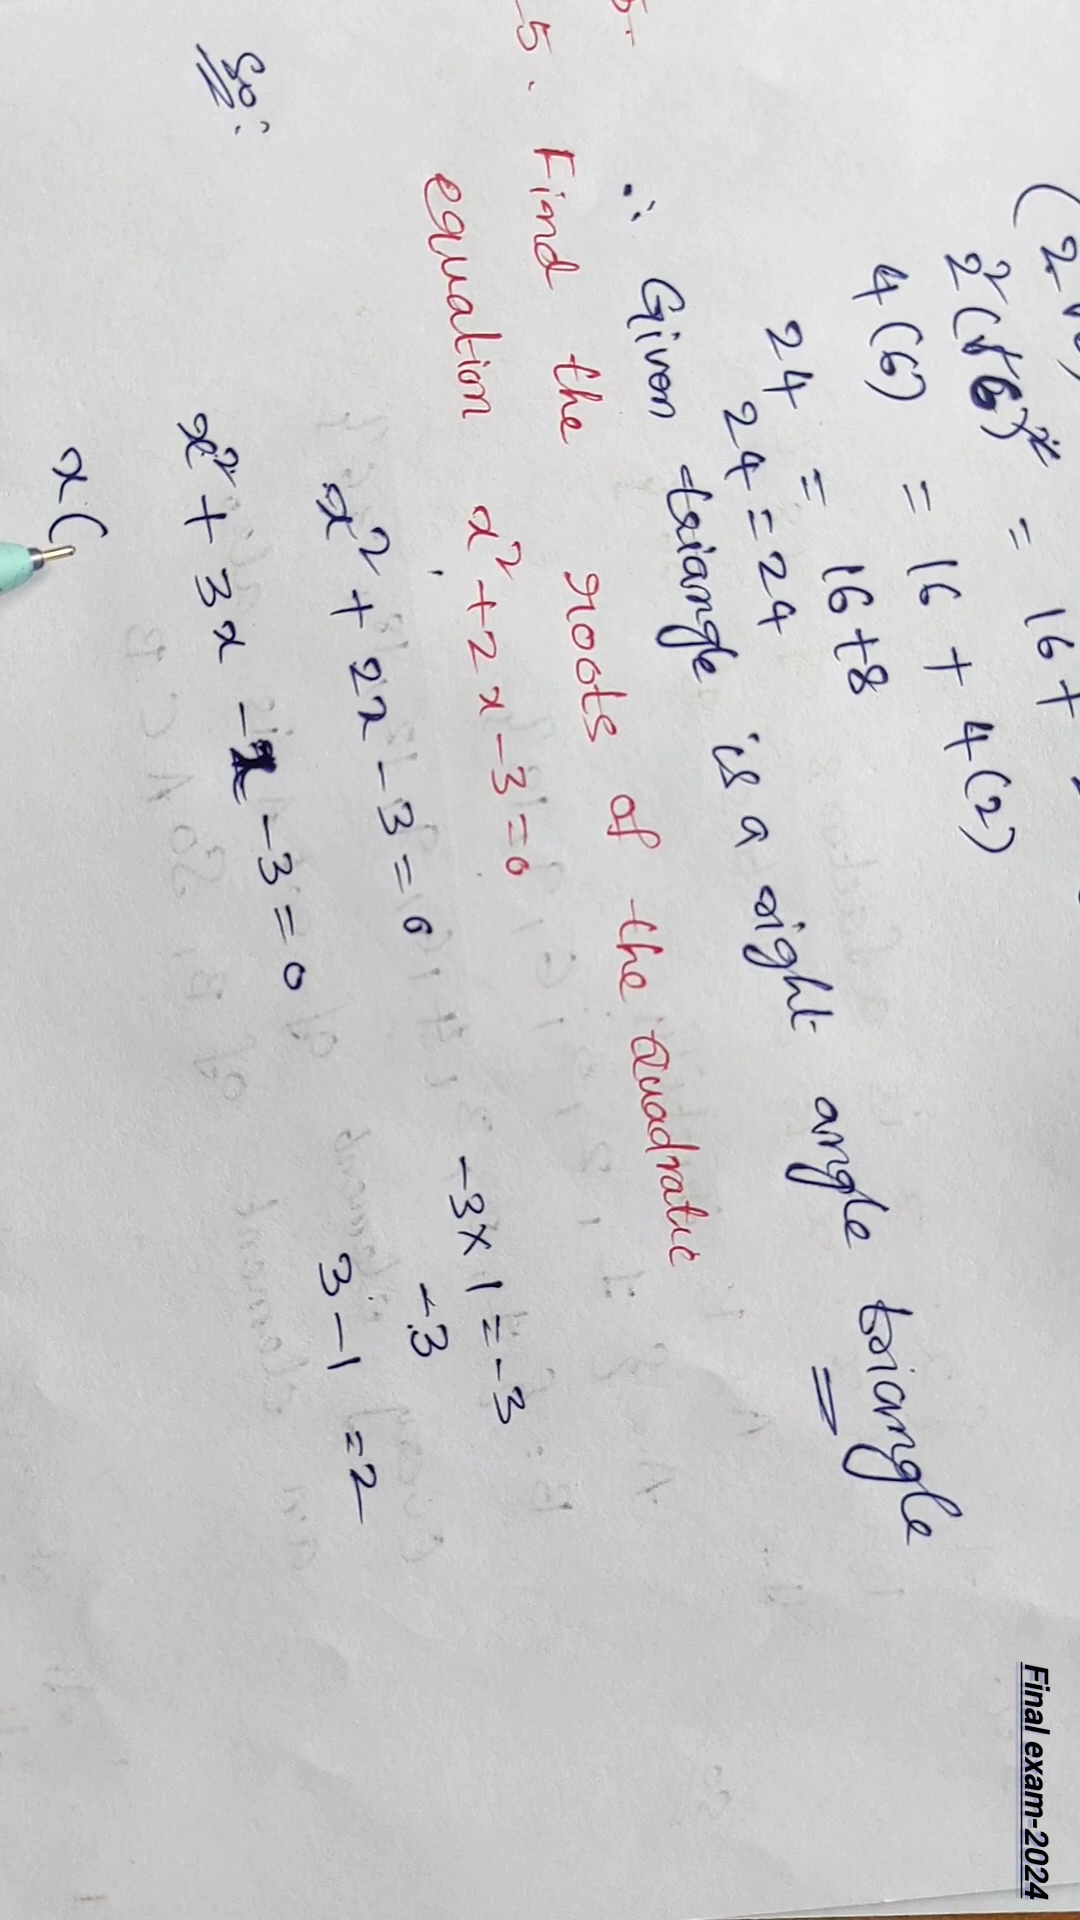 2²(√6)² = 16 +
4(6) = 16 + 4(2)
24 = 16+8
24 = 24
∴ Given triangle is a right angle triangle
5. Find the roots of the quadratic
equation x²+2x-3=0
So:
x² + 2x - 3 = 0
-3×1 = -3
-3
3-1 = 2
x² + 3x - x - 3 = 0
x(
Final exam-2024